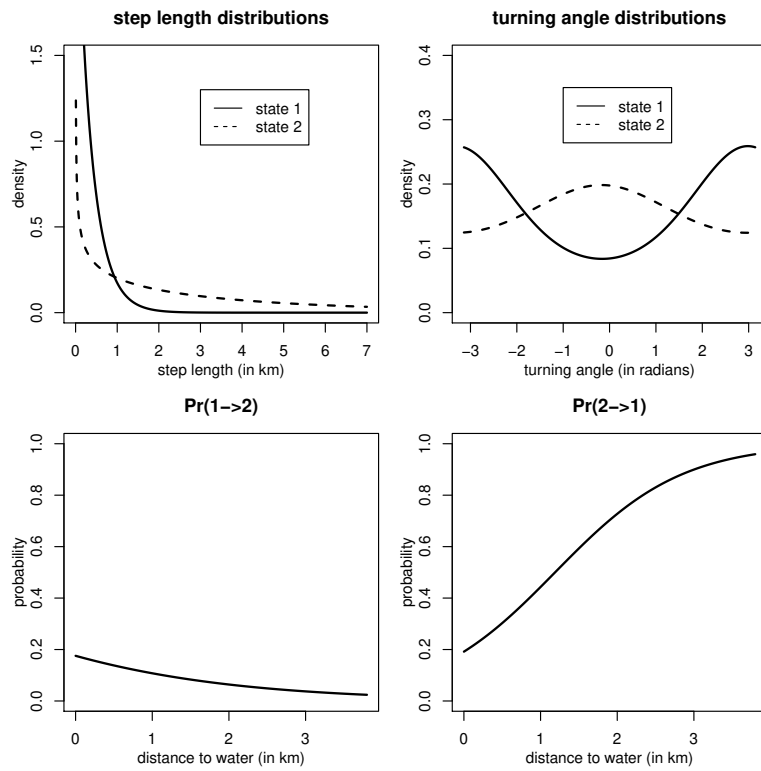 step length distributions
density
0.0 0.5 1.0 1.5
state 1
state 2
0 1 2 3 4 5 6 7
step length (in km)
turning angle distributions
density
0.0 0.1 0.2 0.3 0.4
state 1
state 2
−3 −2 −1 0 1 2 3
turning angle (in radians)
Pr(1−>2)
probability
0.0 0.2 0.4 0.6 0.8 1.0
0 1 2 3
distance to water (in km)
Pr(2−>1)
probability
0.0 0.2 0.4 0.6 0.8 1.0
0 1 2 3
distance to water (in km)